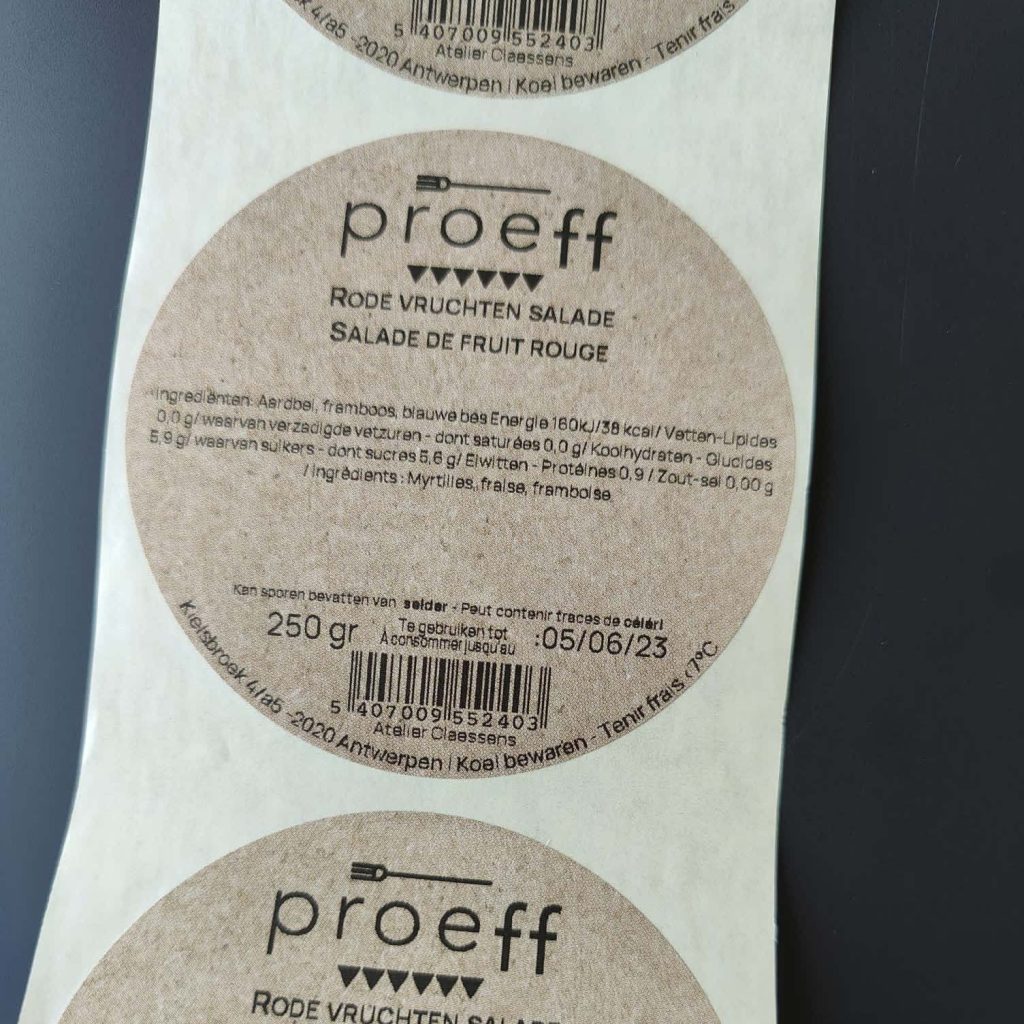 4/a5 -2020 Antwerpen | Koel bewaren - Tenir frais
5 407009 552403
Atelier Claessens
proeff
RODE VRUCHTEN SALADE
SALADE DE FRUIT ROUGE
Ingrediënten: Aardbei, framboos, blauwe bes Energie 160kJ/38 kcal/ Vetten-Lipides
0,0 g/ waarvan verzadigde vetzuren - dont saturées 0,0 g/ Koolhydraten - Glucides
5,9 g/ waarvan suikers - dont sucres 5,6 g/ Eiwitten - Protéines 0,9 / Zout-sel 0,00 g
/ Ingrédients : Myrtilles, fraise, framboise
Kan sporen bevatten van selder - Peut contenir traces de céleri
250 gr Te gebruiken tot :05/06/23
À consommer jusqu'au
5 407009 552403
Atelier Claessens
Kielsbroek 4/a5 -2020 Antwerpen | Koel bewaren - Tenir frais <7°C
proeff
RODE VRUCHTEN SALADE